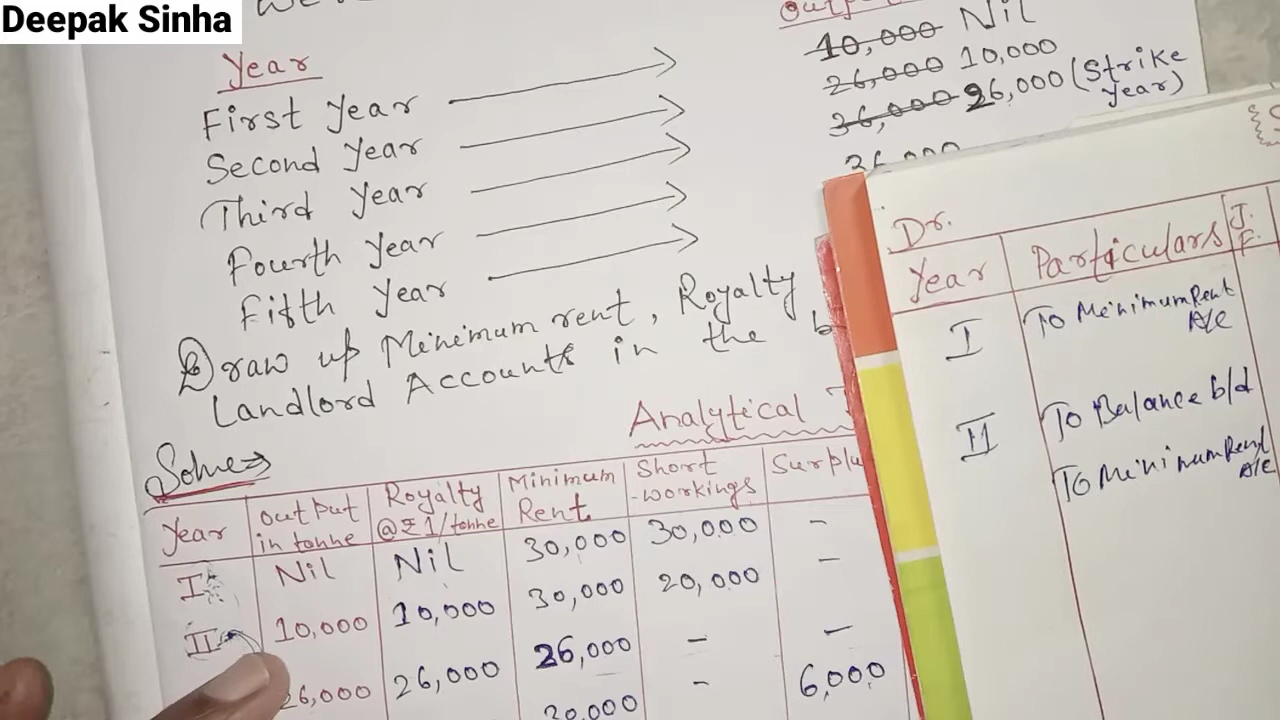 Deepak Sinha
Year
10,000 Nil
First Year
26,000 10,000
Second Year
36,000 26,000 (Strike
year)
Third Year
Fourth Year
Fifth Year
Draw up Minimum rent, Royalty
Landlord Accounts in the
Analytical
Solve⇒
Year
Output
in tonne
Royalty
@₹1/tonne
Minimum
Rent
Short
-workings
I Nil Nil 30,000 30,000 -
II 10,000 10,000 30,000 20,000 -
26,000 26,000 26,000 - -
- 6,000
Dr.
Year
Particulars
J.
F.
I
To Minimum Rent
A/c
II
To Balance b/d
To Minimum Rent
A/c